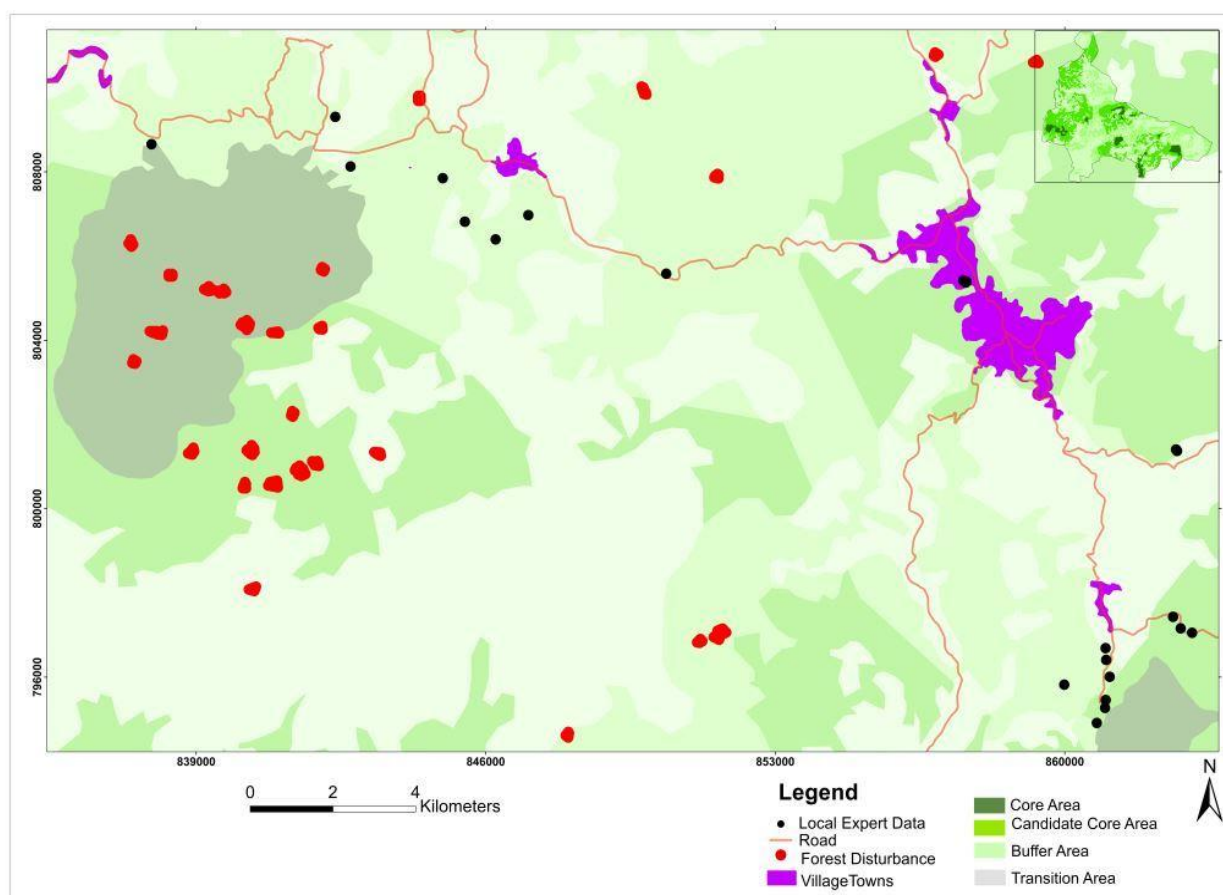 808000
804000
800000
796000
839000
846000
853000
860000
0 2 4
Kilometers
N
Legend
Local Expert Data
Road
Forest Disturbance
VillageTowns
Core Area
Candidate Core Area
Buffer Area
Transition Area